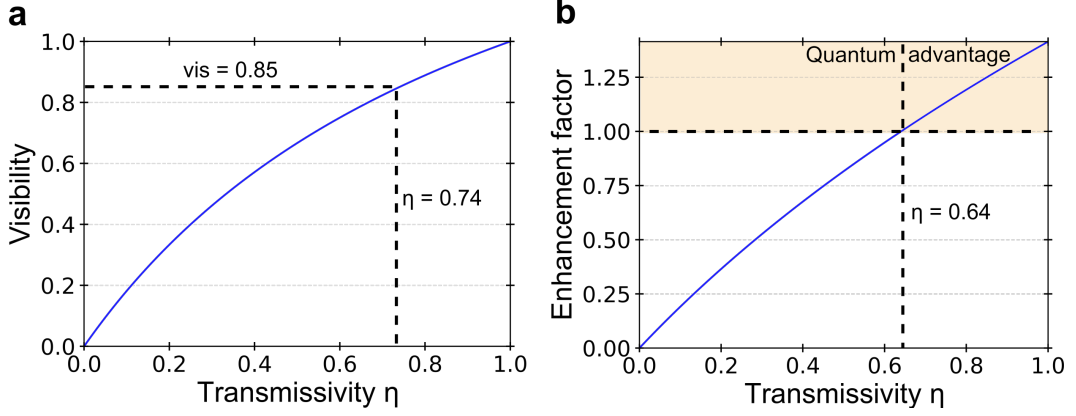 a
1.0
0.8
0.6
0.4
0.2
0.0
Visibility
vis = 0.85
η = 0.74
0.0 0.2 0.4 0.6 0.8 1.0
Transmissivity η
b
1.25
1.00
0.75
0.50
0.25
0.00
Enhancement factor
Quantum advantage
η = 0.64
0.0 0.2 0.4 0.6 0.8 1.0
Transmissivity η